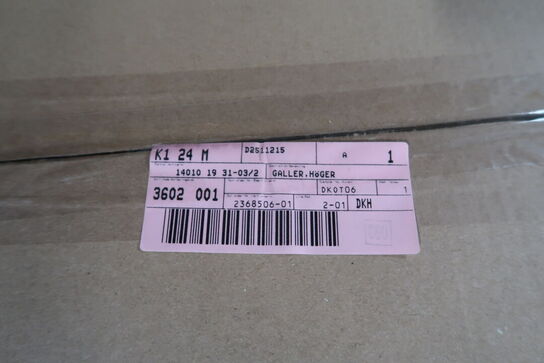 K1 24 M D2511215 A 1
14010 19 31-03/2 GALLER.HöGER
3602 001 DK0T06 1
2368506-01 2-01 DKH